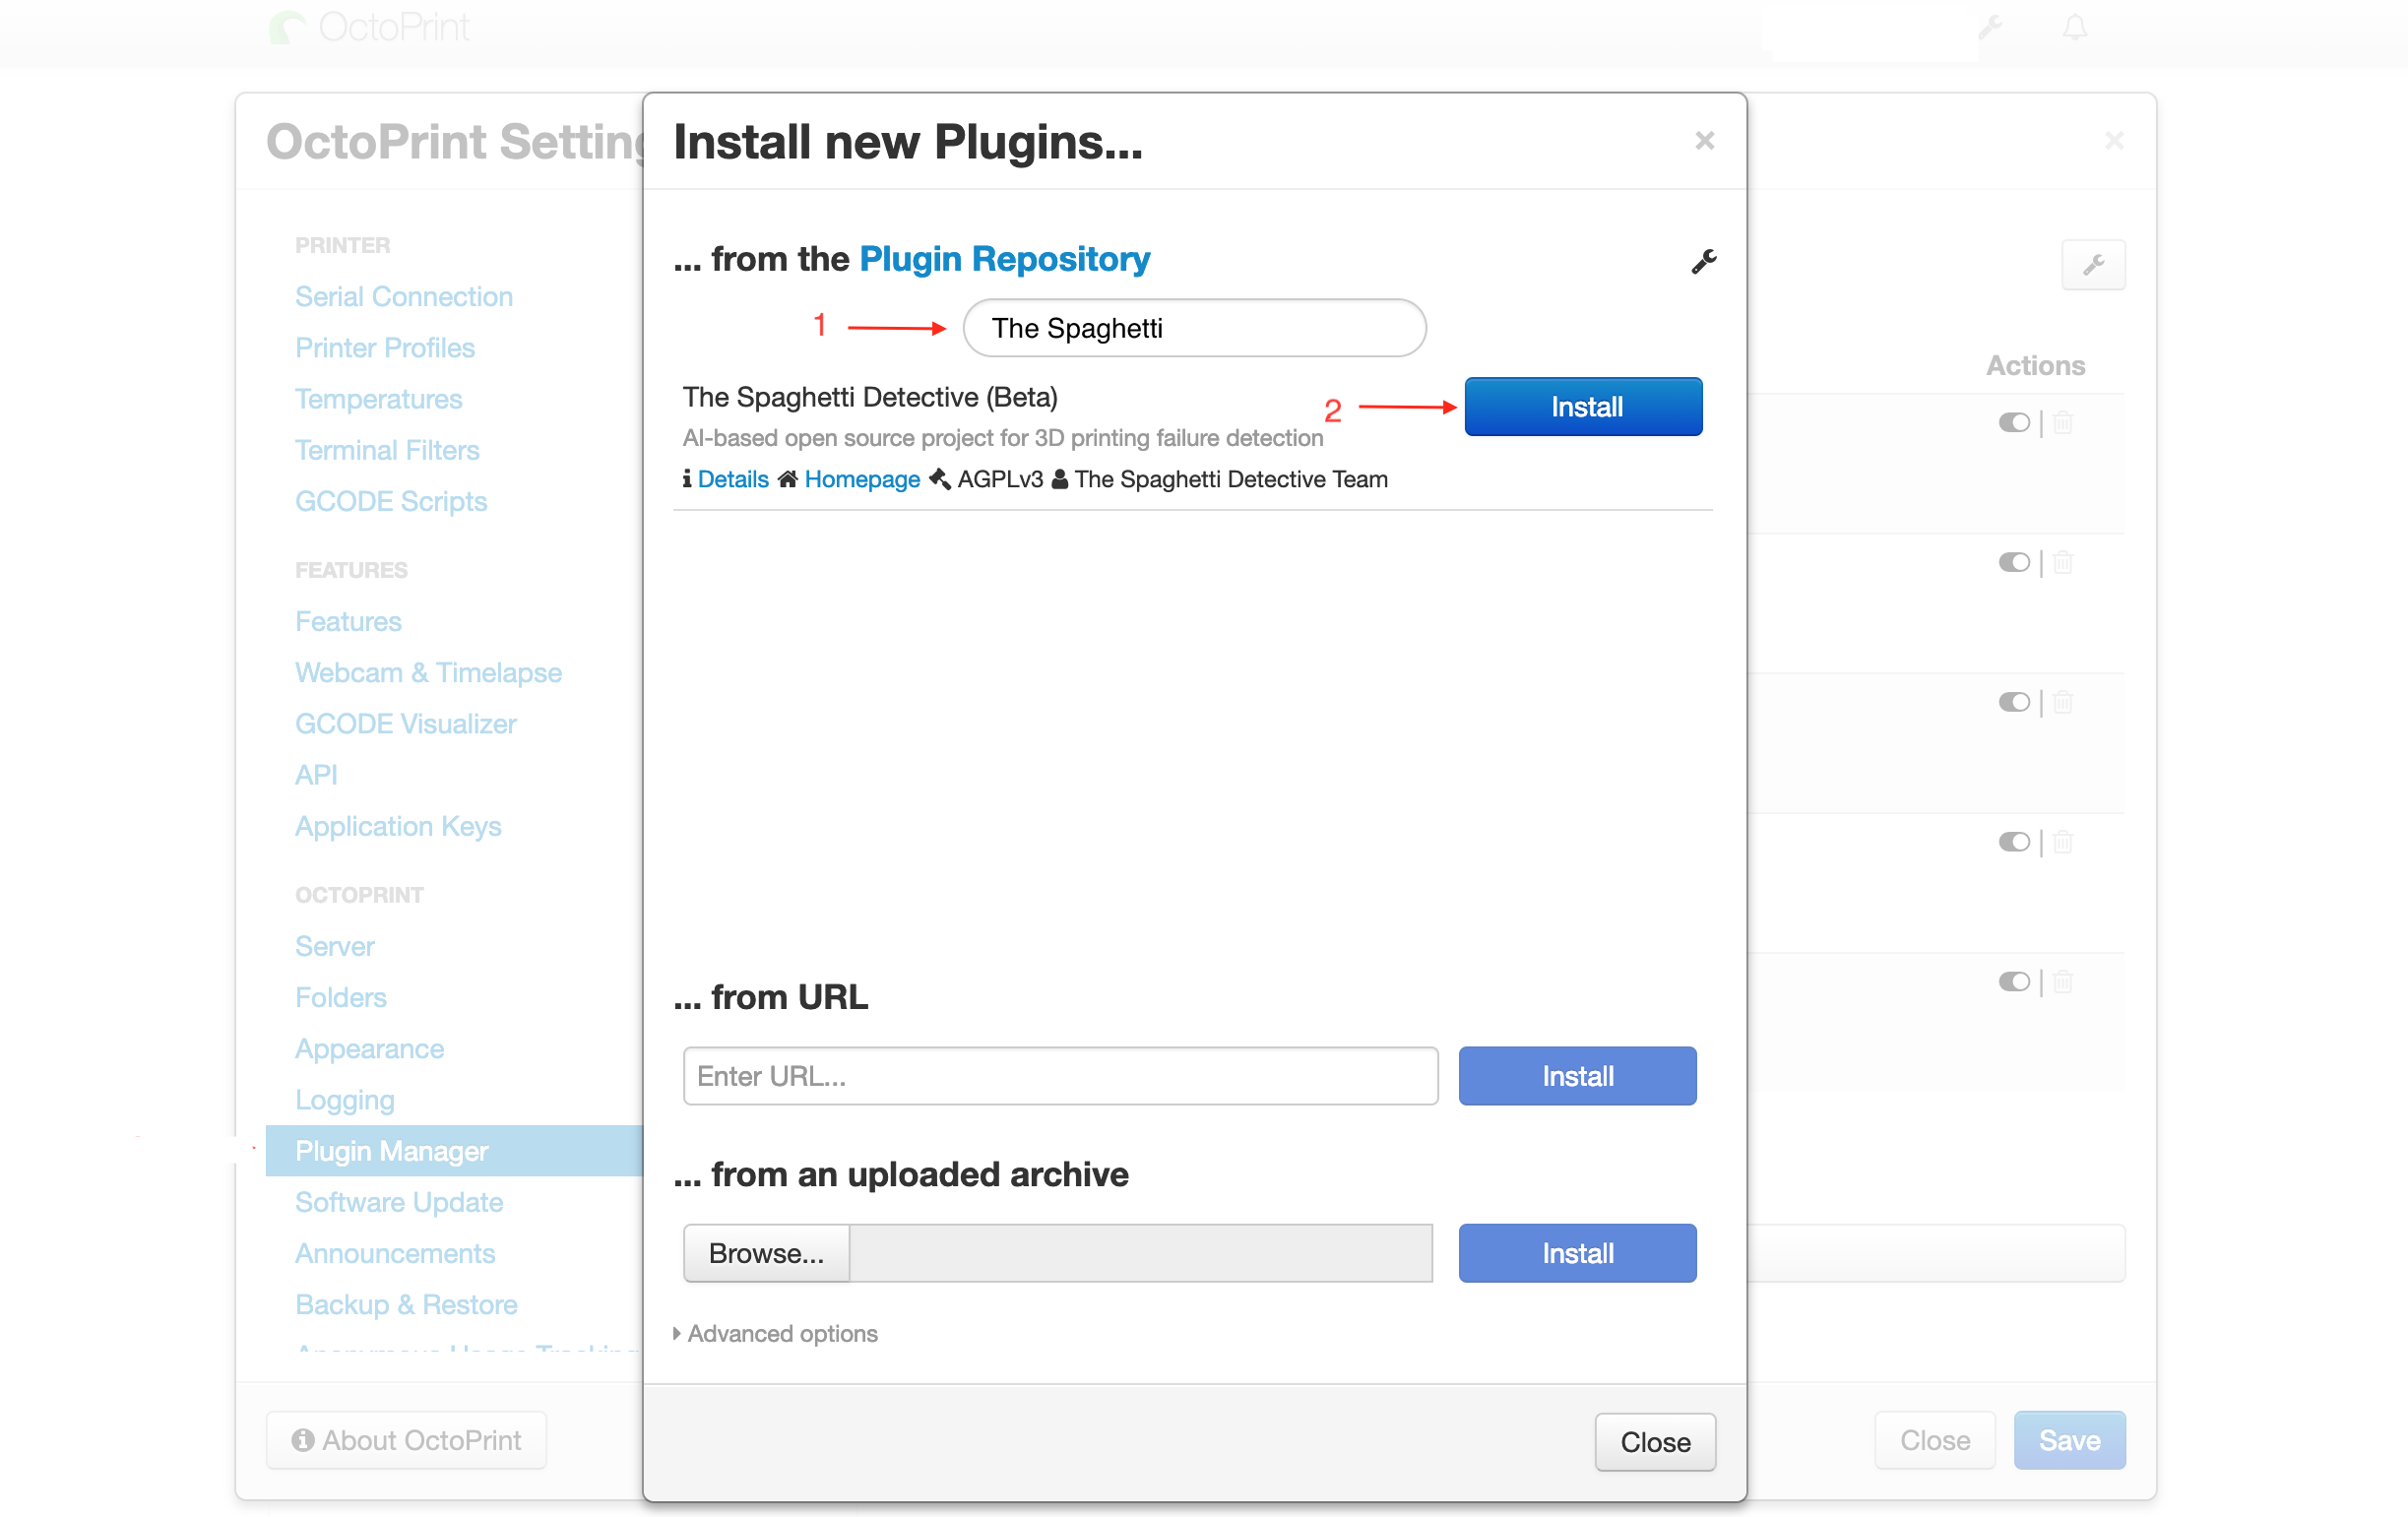 OctoPrint
OctoPrint Setting
Install new Plugins...
×
×
PRINTER
Serial Connection
Printer Profiles
Temperatures
Terminal Filters
GCODE Scripts
FEATURES
Features
Webcam & Timelapse
GCODE Visualizer
API
Application Keys
OCTOPRINT
Server
Folders
Appearance
Logging
Plugin Manager
Software Update
Announcements
Backup & Restore
Anonymous Usage Tracking
About OctoPrint
... from the Plugin Repository
1
The Spaghetti
The Spaghetti Detective (Beta)
2
Install
AI-based open source project for 3D printing failure detection
Details Homepage AGPLv3 The Spaghetti Detective Team
... from URL
Enter URL...
Install
... from an uploaded archive
Browse...
Install
Advanced options
Close
Actions
Close
Save